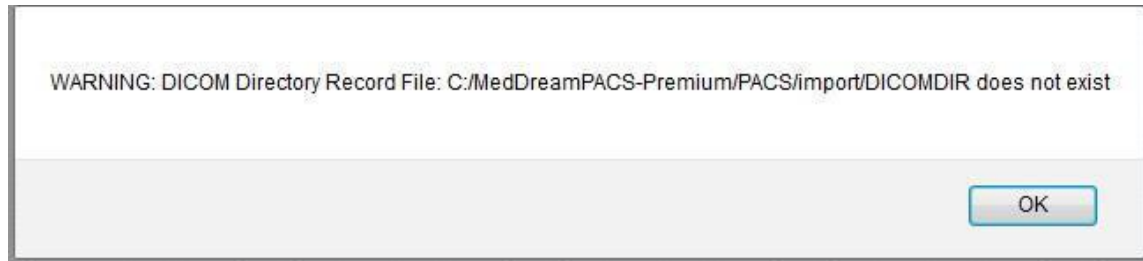 WARNING: DICOM Directory Record File: C:/MedDreamPACS-Premium/PACS/import/DICOMDIR does not exist
OK